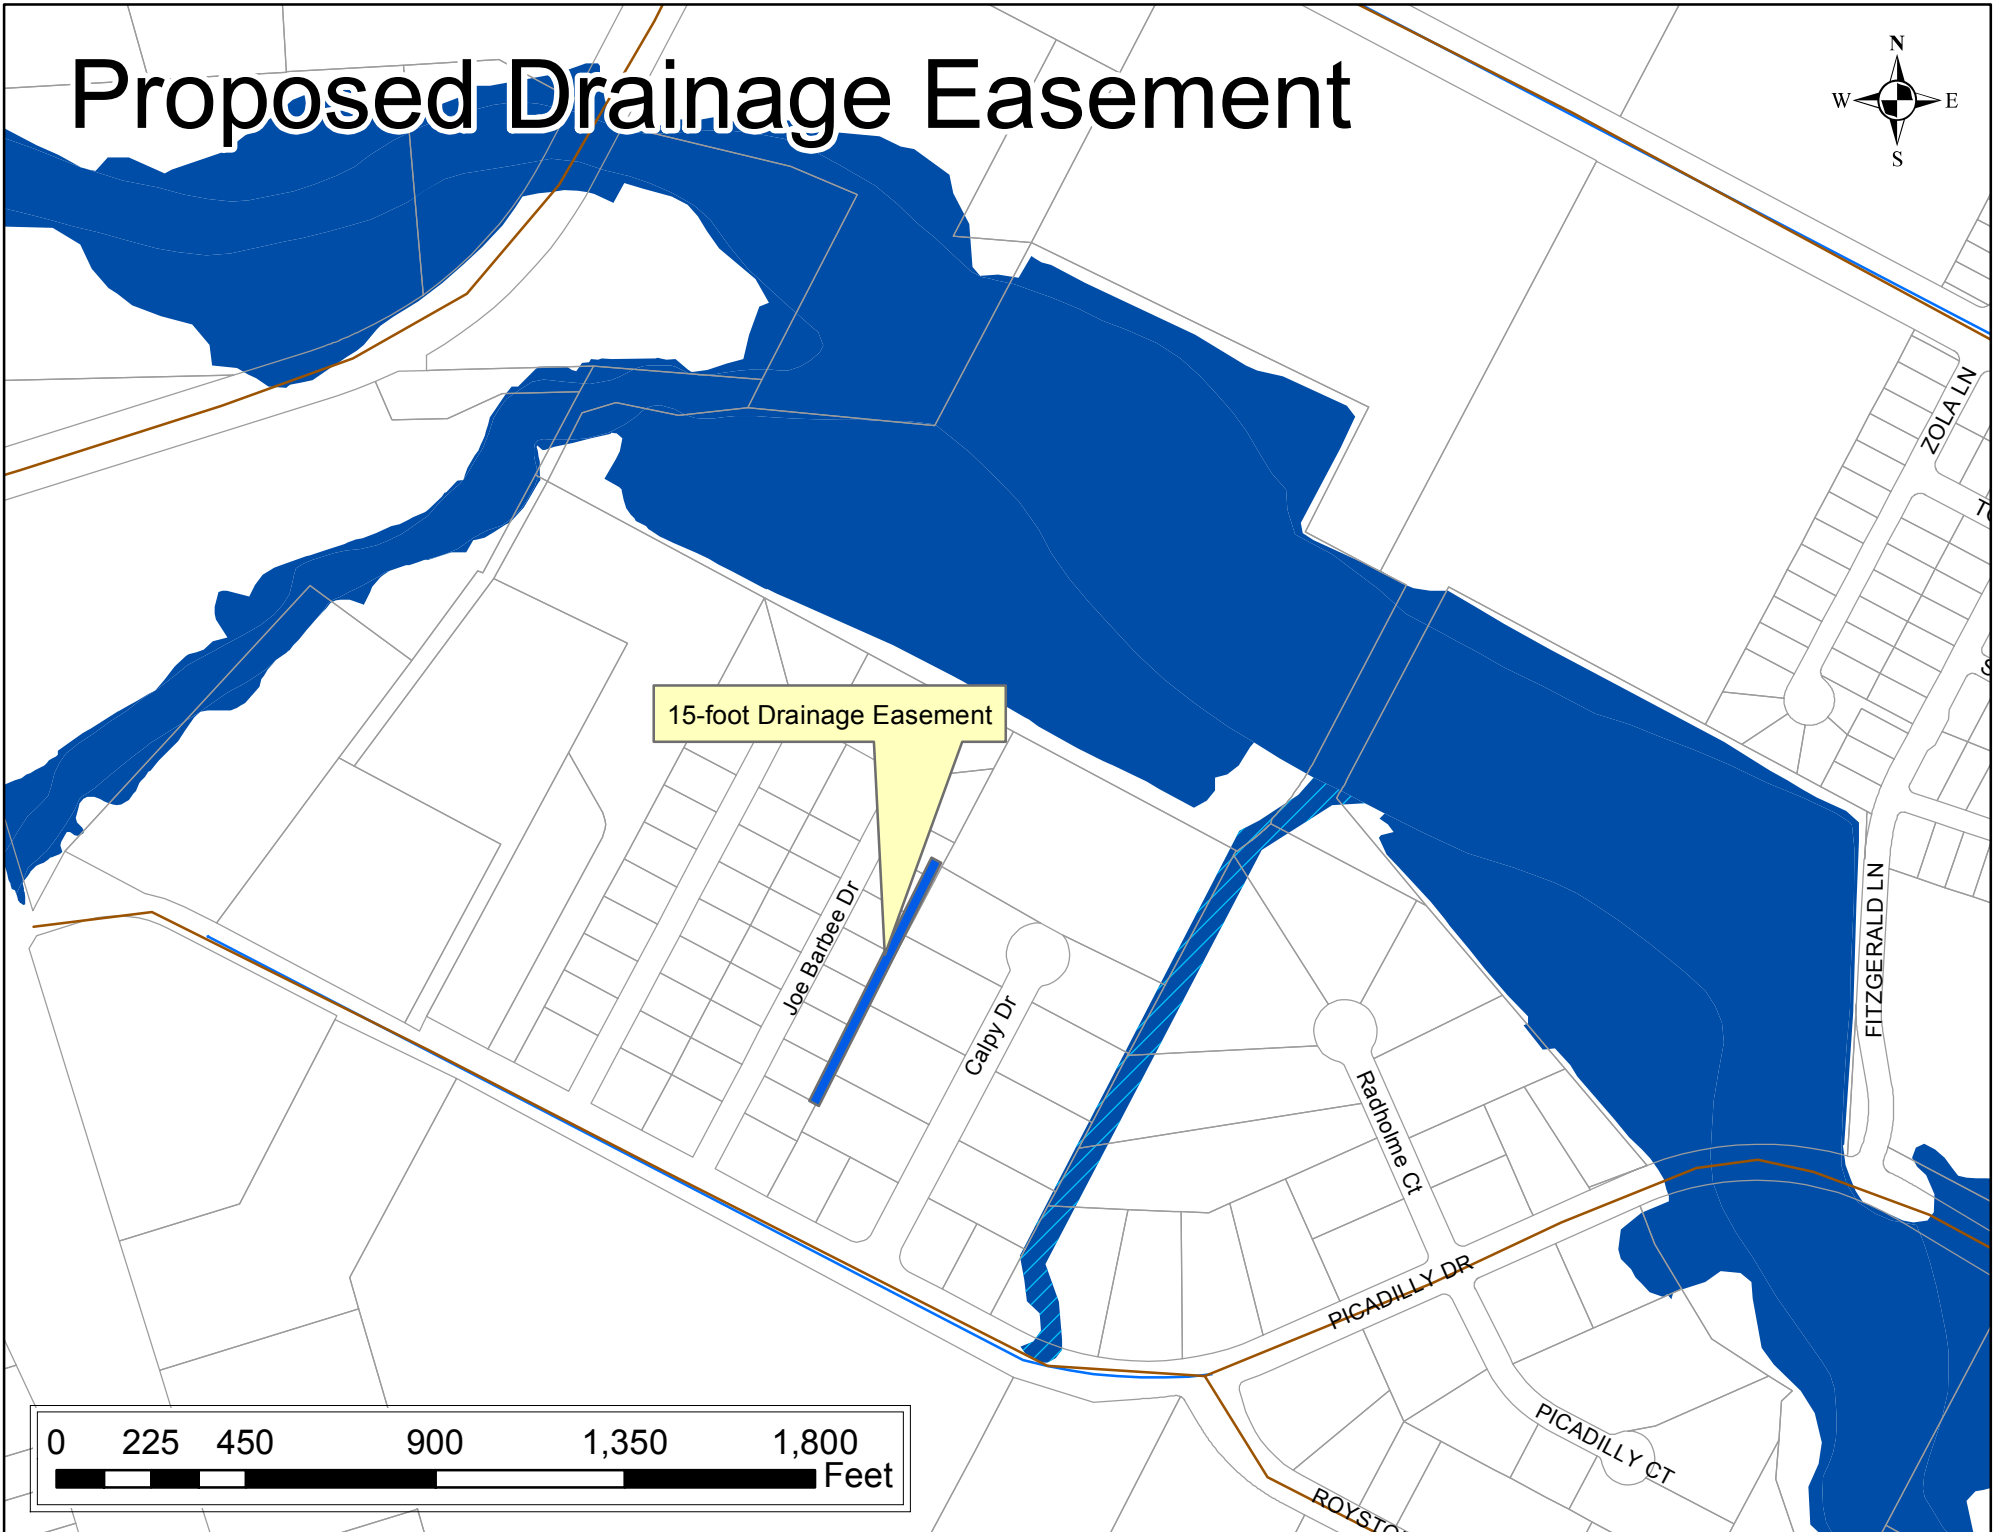 Proposed Drainage Easement
N
W E
S
ZOLA LN
15-foot Drainage Easement
Joe Barbee Dr
Calpy Dr
FITZGERALD LN
Radholme Ct
PICADILLY DR
PICADILLY CT
0 225 450 900 1,350 1,800
Feet